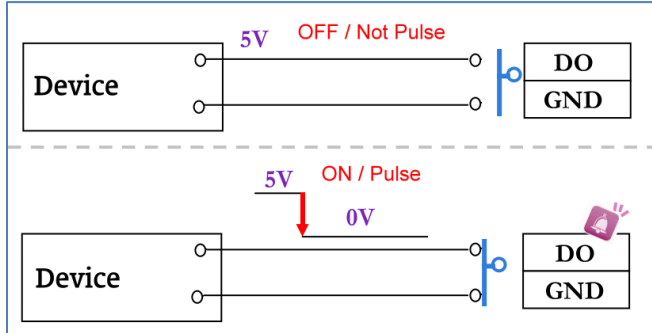 5V OFF / Not Pulse
Device
DO
GND
5V ON / Pulse
0V
Device
DO
GND